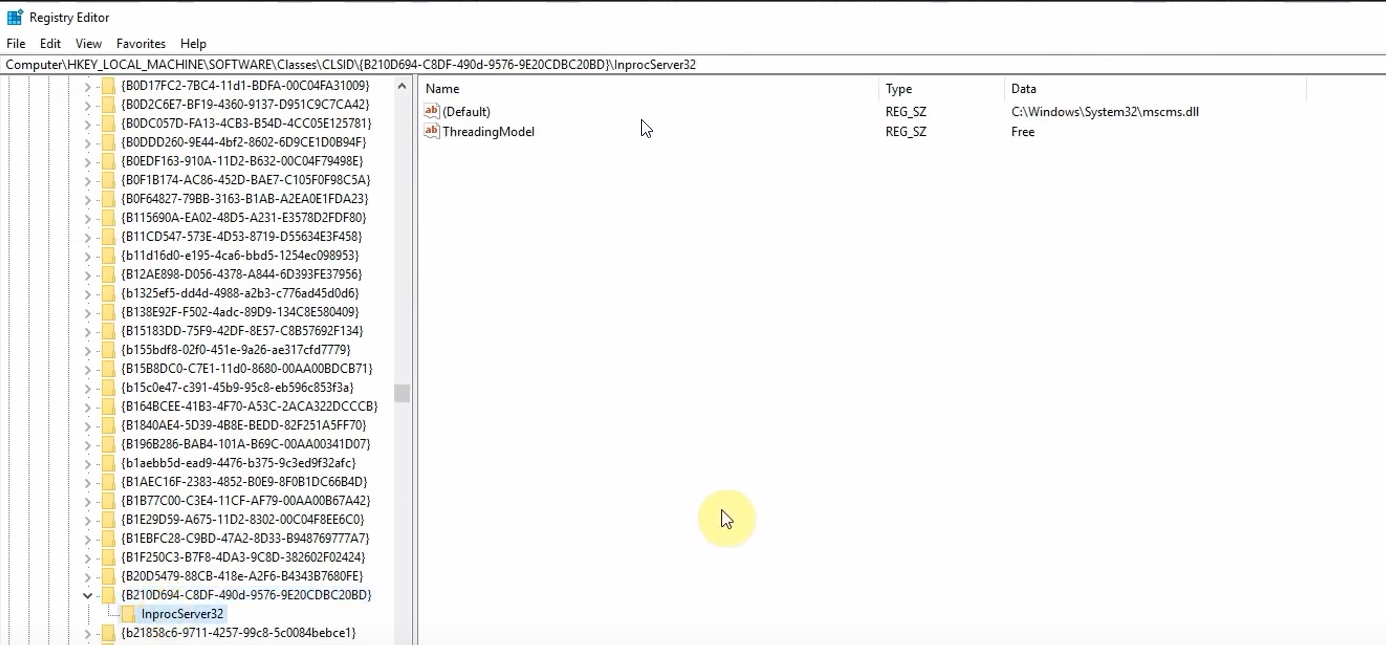 Registry Editor
File Edit View Favorites Help
Computer\HKEY_LOCAL_MACHINE\SOFTWARE\Classes\CLSID\{B210D694-C8DF-490d-9576-9E20CDBC20BD}\InprocServer32
{B0D17FC2-7BC4-11d1-BDFA-00C04FA31009}
{B0D2C6E7-BF19-4360-9137-D951C9C7CA42}
{B0DC057D-FA13-4CB3-B54D-4CC05E125781}
{B0DDD260-9E44-4bf2-8602-6D9CE1D0B94F}
{B0EDF163-910A-11D2-B632-00C04F79498E}
{B0F1B174-AC86-452D-BAE7-C105F0F98C5A}
{B0F64827-79BB-3163-B1AB-A2EA0E1FDA23}
{B115690A-EA02-48D5-A231-E3578D2FDF80}
{B11CD547-573E-4D53-8719-D55634E3F458}
{b11d16d0-e195-4ca6-bbd5-1254ec098953}
{B12AE898-D056-4378-A844-6D393FE37956}
{b1325ef5-dd4d-4988-a2b3-c776ad45d0d6}
{B138E92F-F502-4adc-89D9-134C8E580409}
{B15183DD-75F9-42DF-8E57-C8B57692F134}
{b155bdf8-02f0-451e-9a26-ae317cfd7779}
{B15B8DC0-C7E1-11d0-8680-00AA00BDCB71}
{b15c0e47-c391-45b9-95c8-eb596c853f3a}
{B164BCEE-41B3-4F70-A53C-2ACA322DCCCB}
{B1840AE4-5D39-4B8E-BEDD-82F251A5FF70}
{B196B286-BAB4-101A-B69C-00AA00341D07}
{b1aebb5d-ead9-4476-b375-9c3ed9f32afc}
{B1AEC16F-2383-4852-B0E9-8F0B1DC66B4D}
{B1B77C00-C3E4-11CF-AF79-00AA00B67A42}
{B1E29D59-A675-11D2-8302-00C04F8EE6C0}
{B1EBFC28-C9BD-47A2-8D33-B948769777A7}
{B1F250C3-B7F8-4DA3-9C8D-382602F02424}
{B20D5479-88CB-418e-A2F6-B4343B7680FE}
{B210D694-C8DF-490d-9576-9E20CDBC20BD}
InprocServer32
{b21858c6-9711-4257-99c8-5c0084bebce1}
Name Type Data
(Default) REG_SZ C:\Windows\System32\mscms.dll
ThreadingModel REG_SZ Free